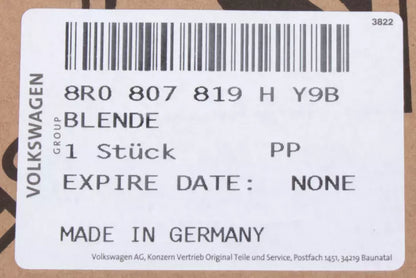 3822
8R0 807 819 H Y9B
BLENDE
1 Stück PP
EXPIRE DATE: NONE
MADE IN GERMANY
Volkswagen AG, Konzern Vertrieb Original Teile und Service, Postfach 1451, 34219 Baunatal
VOLKSWAGEN
GROUP